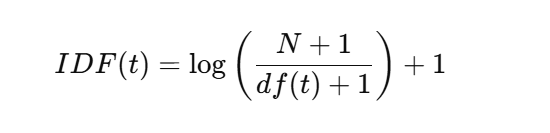 IDF(t) = log( (N + 1) / (df(t) + 1) ) + 1